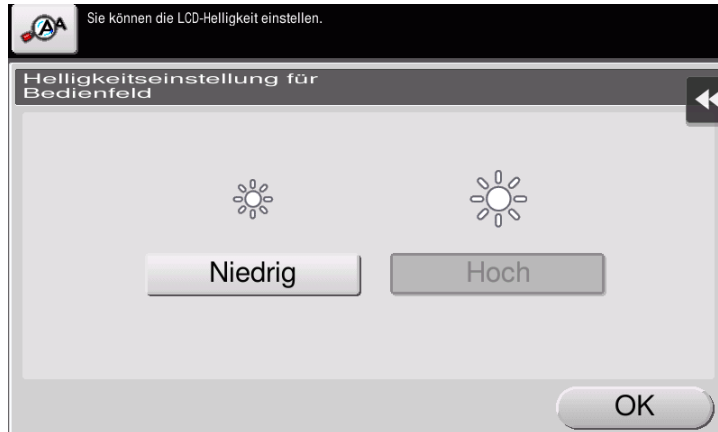 Sie können die LCD-Helligkeit einstellen.
Helligkeitseinstellung für
Bedienfeld
Niedrig
Hoch
OK